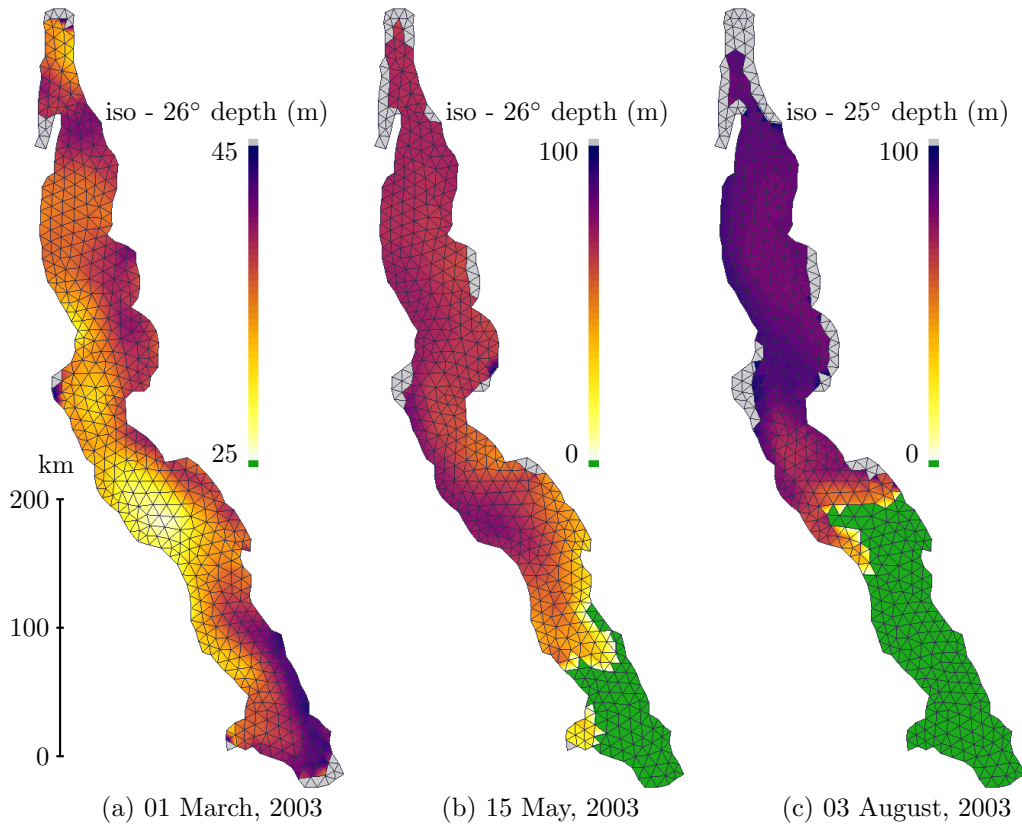 iso - 26° depth (m)
45
25
km
200
100
0
(a) 01 March, 2003
iso - 26° depth (m)
100
0
(b) 15 May, 2003
iso - 25° depth (m)
100
0
(c) 03 August, 2003